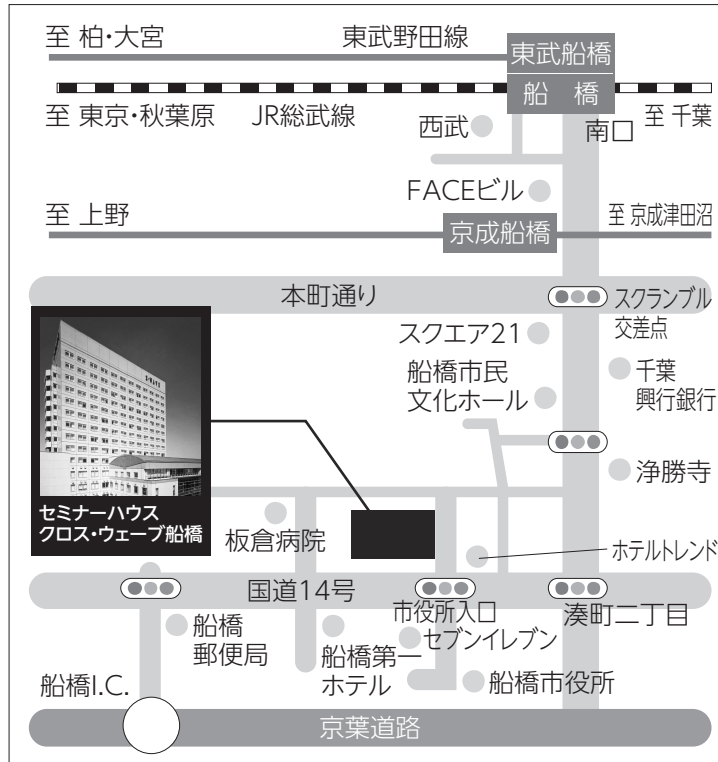 至 柏・大宮
東武野田線
東武船橋
船 橋
至 東京・秋葉原
JR総武線
西武
南口
至 千葉
FACEビル
至 上野
京成船橋
至 京成津田沼
本町通り
スクランブル
交差点
スクエア21
船橋市民
文化ホール
千葉
興行銀行
浄勝寺
セミナーハウス
クロス・ウェーブ船橋
板倉病院
ホテルトレンド
国道14号
市役所入口
湊町二丁目
船橋
郵便局
船橋第一
ホテル
セブンイレブン
船橋市役所
船橋I.C.
京葉道路